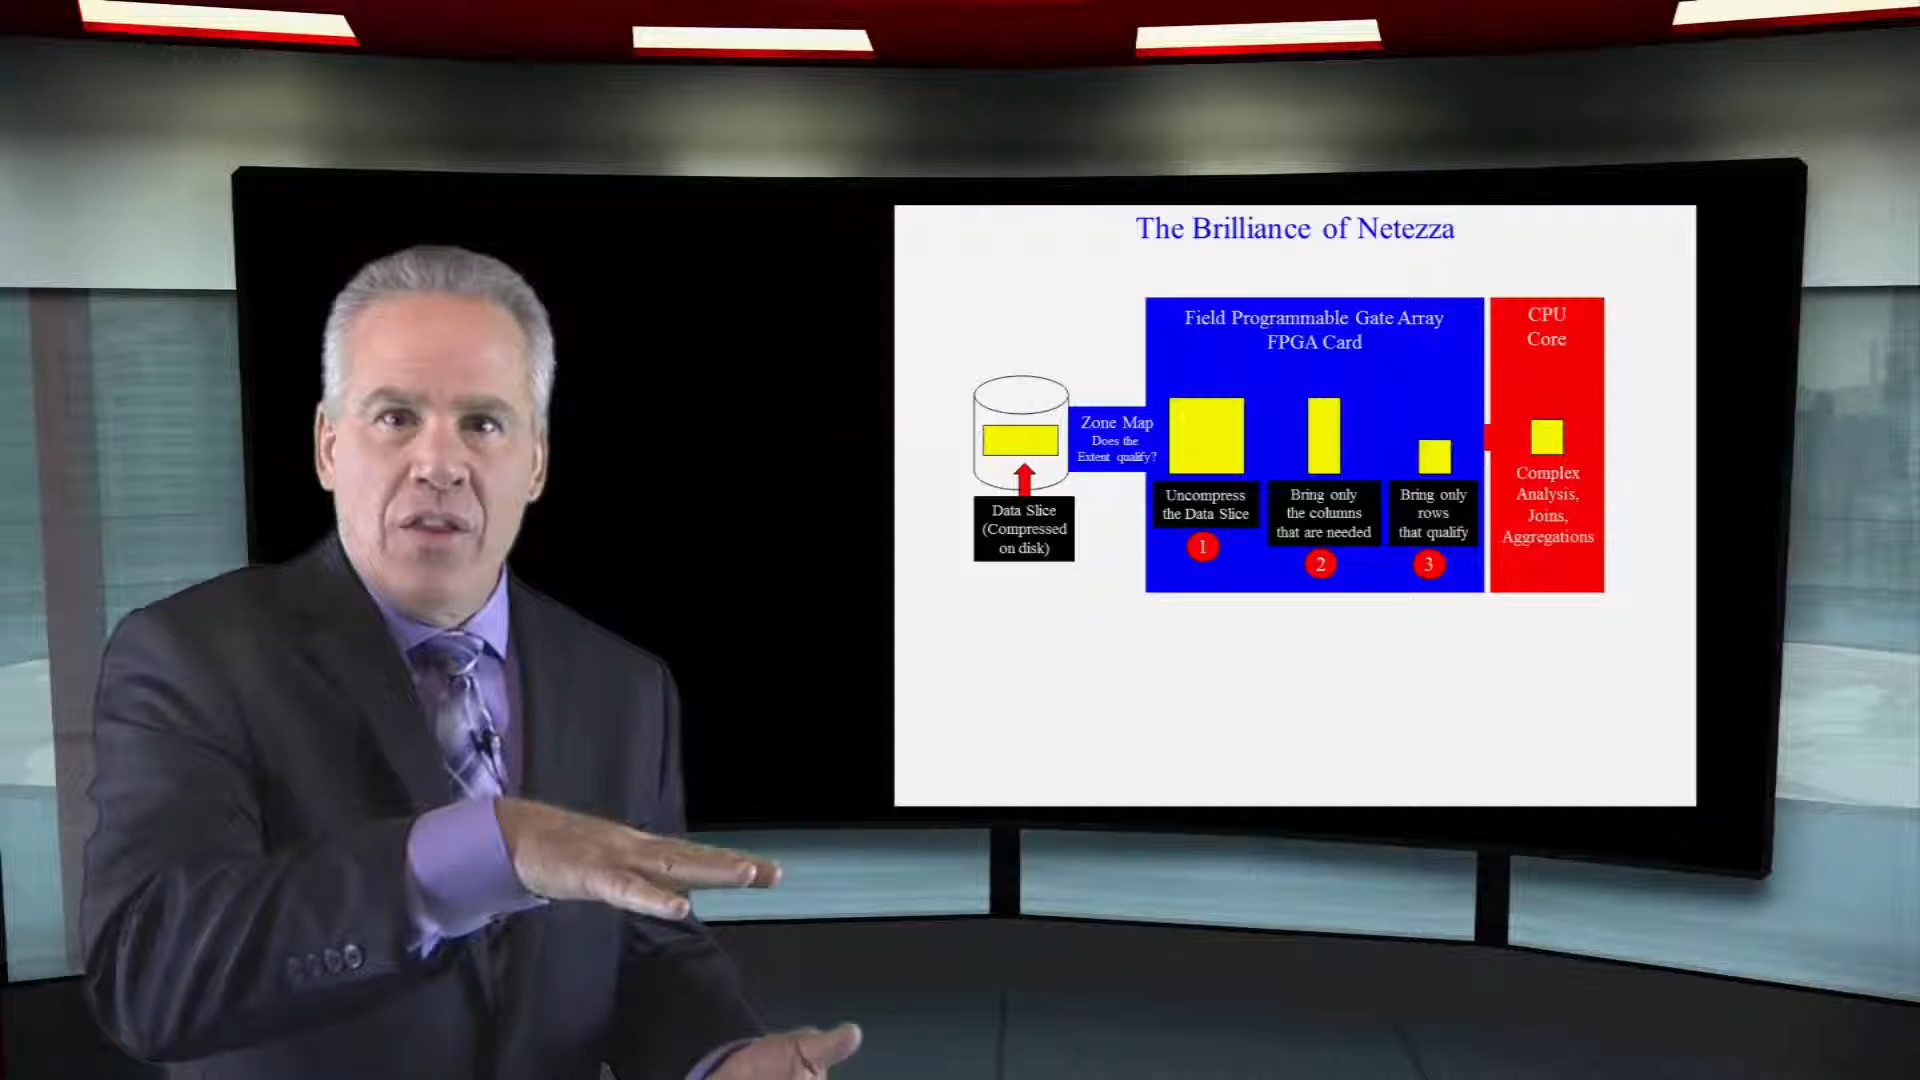 The Brilliance of Netezza
Field Programmable Gate Array
FPGA Card
CPU
Core
Zone Map
Does the
Extent qualify?
Data Slice
(Compressed
on disk)
Uncompress
the Data Slice
1
Bring only
the columns
that are needed
2
Bring only
rows
that qualify
3
Complex
Analysis,
Joins,
Aggregations